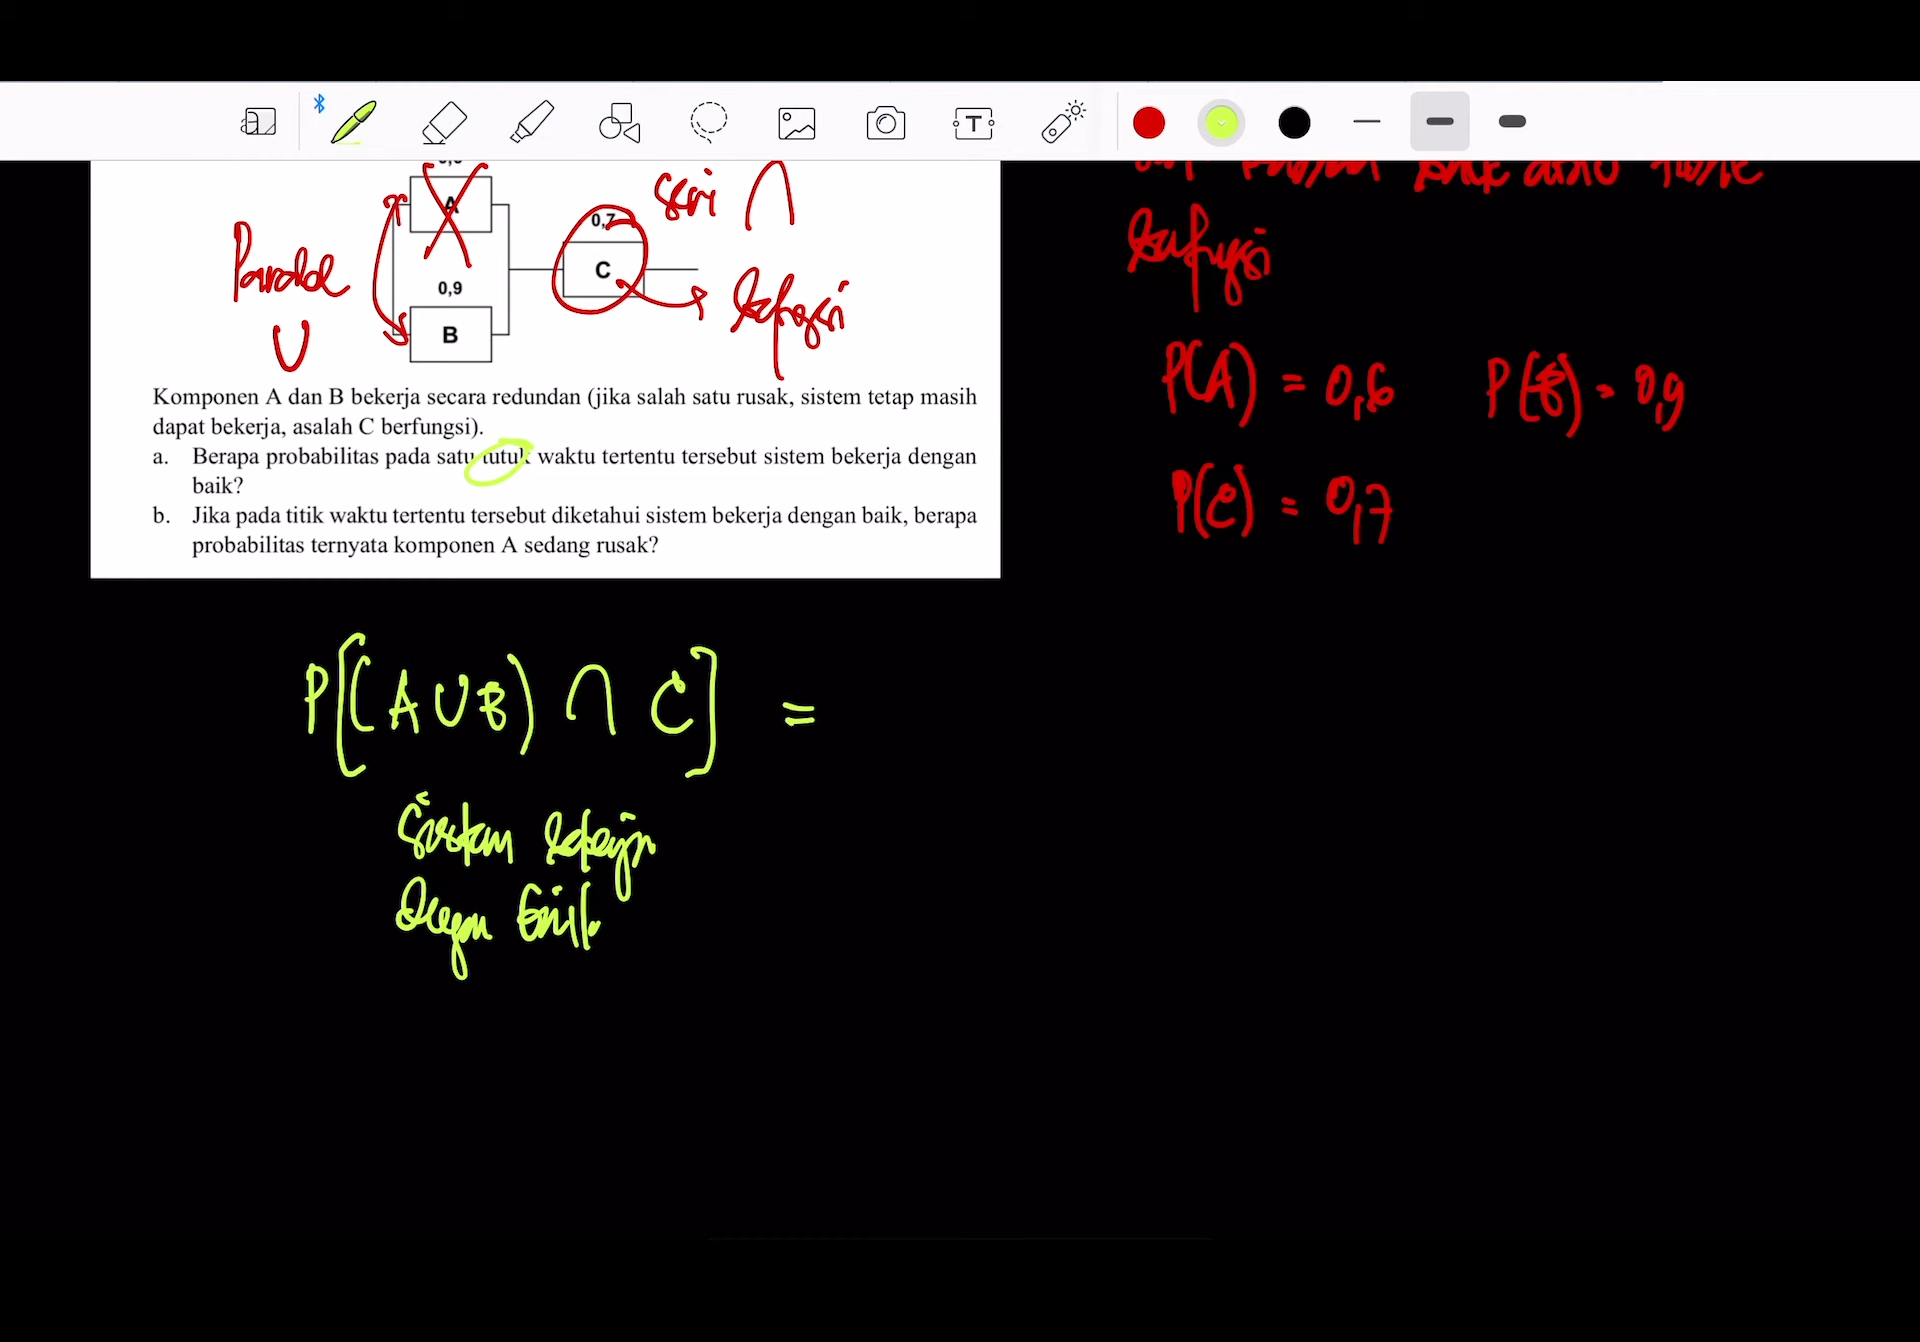 A
Paralel
U
0,9
B
0,7
C
seri ∩
berfungsi
Komponen A dan B bekerja secara redundan (jika salah satu rusak, sistem tetap masih
dapat bekerja, asalah C berfungsi).
a. Berapa probabilitas pada satu tutuk waktu tertentu tersebut sistem bekerja dengan
baik?
b. Jika pada titik waktu tertentu tersebut diketahui sistem bekerja dengan baik, berapa
probabilitas ternyata komponen A sedang rusak?
berfungsi
P(A) = 0,6 P(B) = 0,9
P(C) = 0,7
P[(A ∪ B) ∩ C] =
Sistem bekerja
dengan baik.